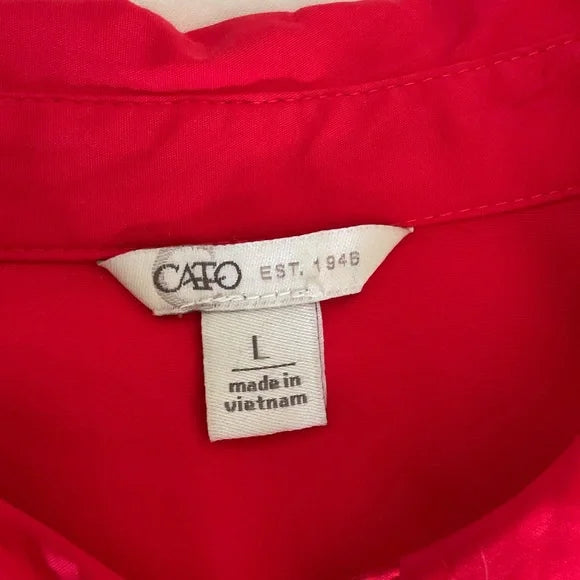 CATO EST. 1946
L
made in
vietnam